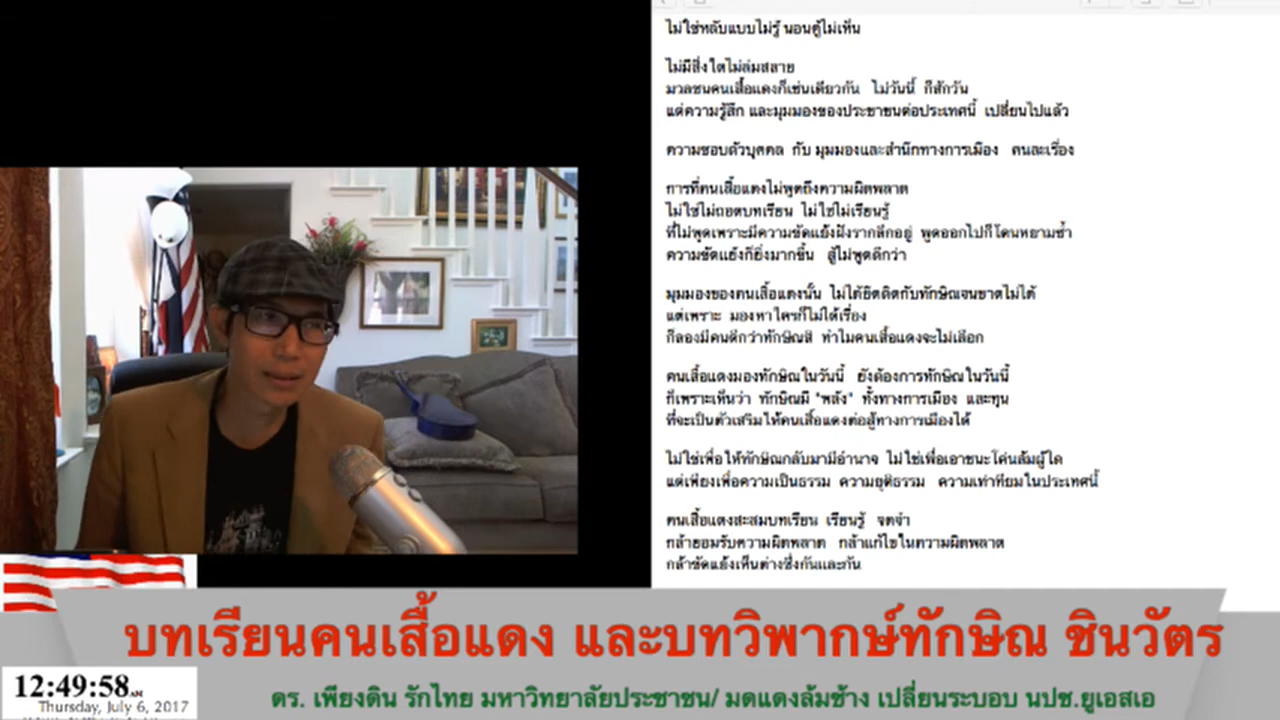 ไม่ใช่หลับแบบไม่รู้ นอนคู้ไม่เห็น
ไม่มีสิ่งใดไม่ล่มสลาย
มวลชนคนเสื้อแดงก็เช่นเดียวกัน ไม่วันนี้ ก็สักวัน
แต่ความรู้สึก และมุมมองของประชาชนต่อประเทศนี้ เปลี่ยนไปแล้ว
ความชอบตัวบุคคล กับ มุมมองและสำนึกทางการเมือง คนละเรื่อง
การที่คนเสื้อแดงไม่พูดถึงความผิดพลาด
ไม่ใช่ไม่ถอดบทเรียน ไม่ใช่ไม่เรียนรู้
ที่ไม่พูดเพราะมีความขัดแย้งฝังรากลึกอยู่ พูดออกไปก็โดนหยามซ้ำ
ความขัดแย้งก็ยิ่งมากขึ้น สู้ไม่พูดดีกว่า
มุมมองของคนเสื้อแดงนั้น ไม่ได้ยึดติดกับทักษิณจนขาดไม่ได้
แต่เพราะ มองหาใครก็ไม่ได้เรื่อง
ก็ลองมีคนดีกว่าทักษิณสิ ทำไมคนเสื้อแดงจะไม่เลือก
คนเสื้อแดงมองทักษิณในวันนี้ ยังต้องการทักษิณในวันนี้
ก็เพราะเห็นว่า ทักษิณมี "พลัง" ทั้งทางการเมือง และทุน
ที่จะเป็นตัวเสริมให้คนเสื้อแดงต่อสู้ทางการเมืองได้
ไม่ใช่เพื่อให้ทักษิณกลับมามีอำนาจ ไม่ใช่เพื่อเอาชนะโค่นล้มผู้ใด
แต่เพียงเพื่อความเป็นธรรม ความยุติธรรม ความเท่าเทียมในประเทศนี้
คนเสื้อแดงสะสมบทเรียน เรียนรู้ จดจำ
กล้ายอมรับความผิดพลาด กล้าแก้ไขในความผิดพลาด
กล้าขัดแย้งเห็นต่างซึ่งกันและกัน
บทเรียนคนเสื้อแดง และบทวิพากษ์ทักษิณ ชินวัตร
12:49:58 AM
Thursday, July 6, 2017
ดร. เพียงดิน รักไทย มหาวิทยาลัยประชาชน/ มดแดงล้มช้าง เปลี่ยนระบอบ นปช.ยูเอสเอ